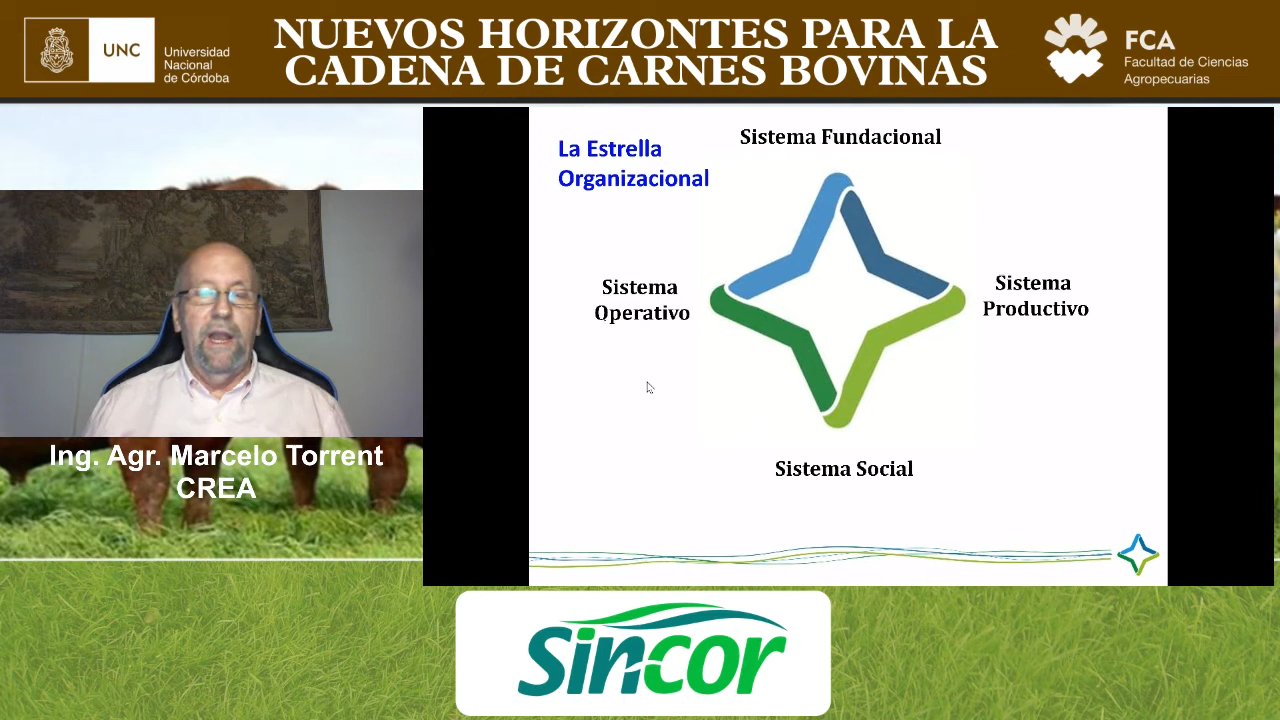 UNC
Universidad
Nacional
de Córdoba
NUEVOS HORIZONTES PARA LA
CADENA DE CARNES BOVINAS
FCA
Facultad de Ciencias
Agropecuarias
La Estrella
Organizacional
Sistema Fundacional
Sistema
Operativo
Sistema
Productivo
Sistema Social
Ing. Agr. Marcelo Torrent
CREA
Sincor